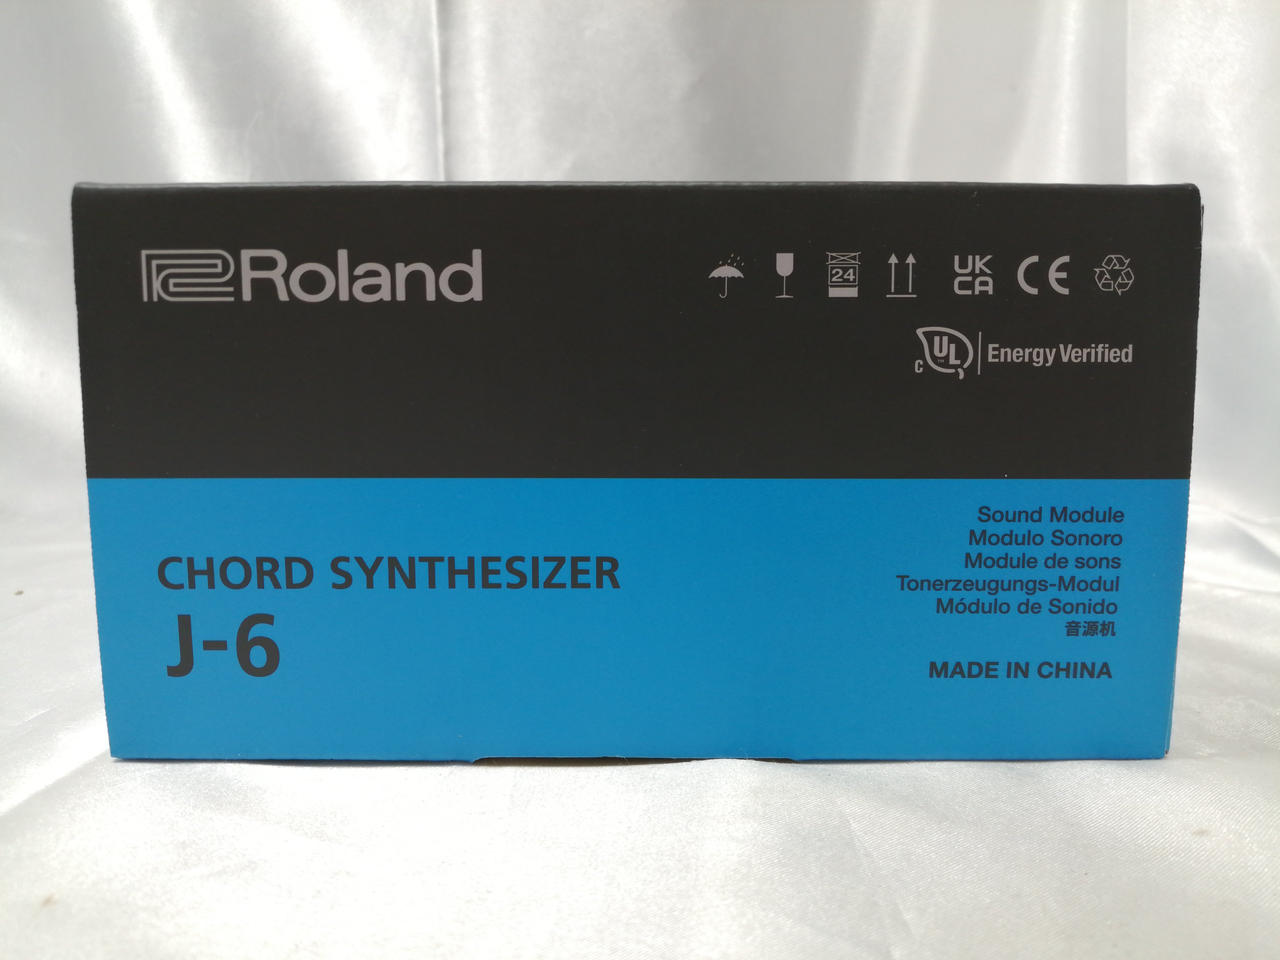 Roland
24
UK
CA
CE
C UL Energy Verified
CHORD SYNTHESIZER
J-6
Sound Module
Modulo Sonoro
Module de sons
Tonerzeugungs-Modul
Módulo de Sonido
音源机
MADE IN CHINA